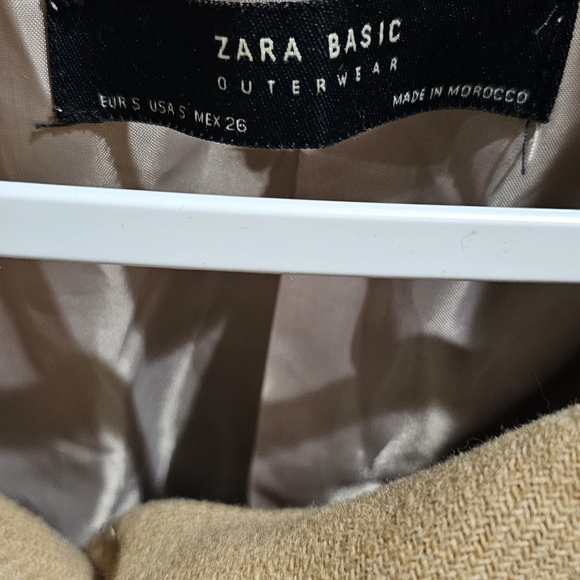 ZARA BASIC
OUTERWEAR
EUR S USA S MEX 26
MADE IN MOROCCO